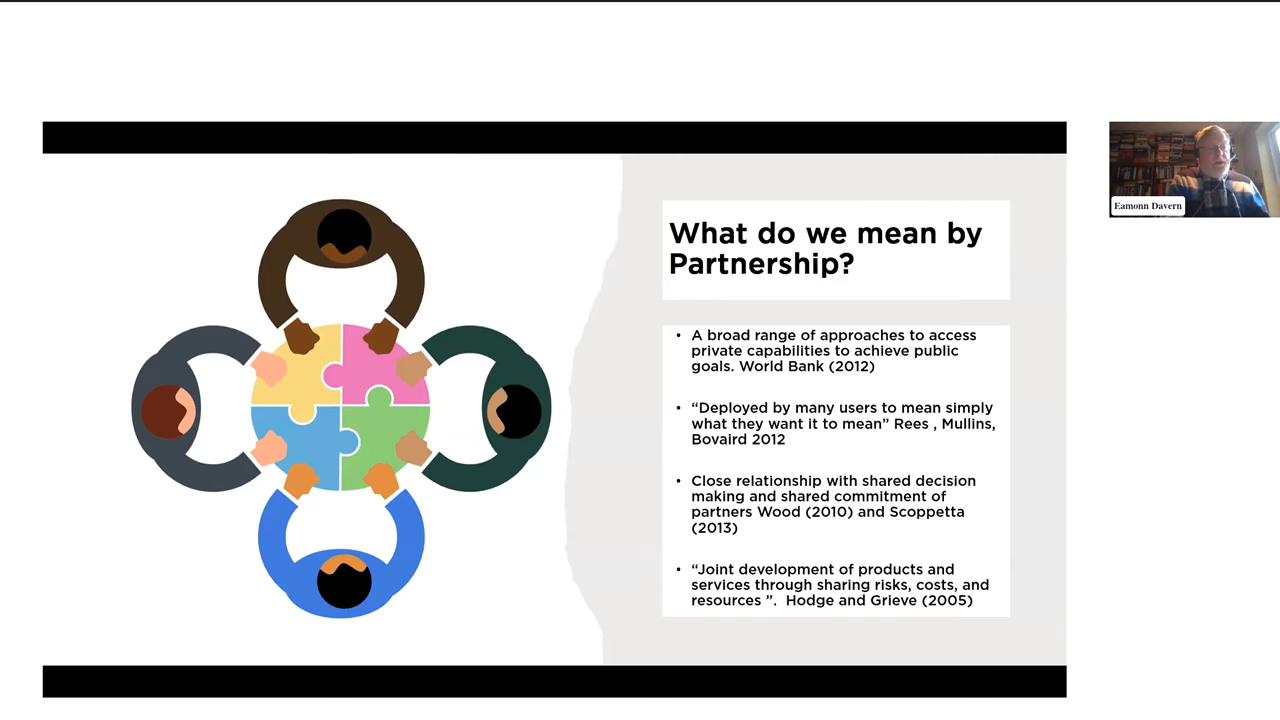 What do we mean by
Partnership?
• A broad range of approaches to access
private capabilities to achieve public
goals. World Bank (2012)
• “Deployed by many users to mean simply
what they want it to mean” Rees , Mullins,
Bovaird 2012
• Close relationship with shared decision
making and shared commitment of
partners Wood (2010) and Scoppetta
(2013)
• “Joint development of products and
services through sharing risks, costs, and
resources ”. Hodge and Grieve (2005)
Eamonn Davern